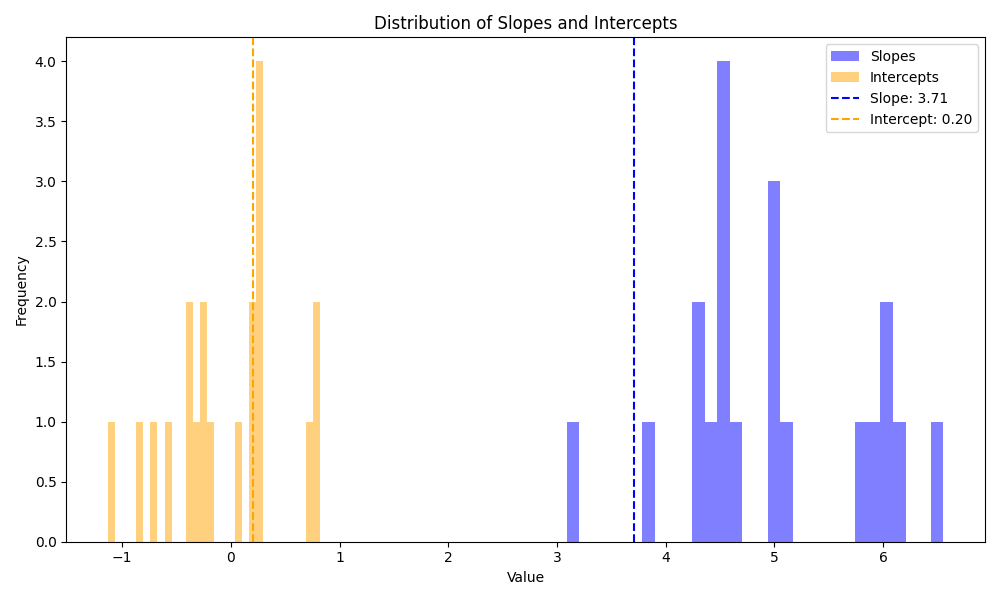 Distribution of Slopes and Intercepts
Slopes
Intercepts
Slope: 3.71
Intercept: 0.20
Frequency
4.0
3.5
3.0
2.5
2.0
1.5
1.0
0.5
0.0
−1 0 1 2 3 4 5 6
Value